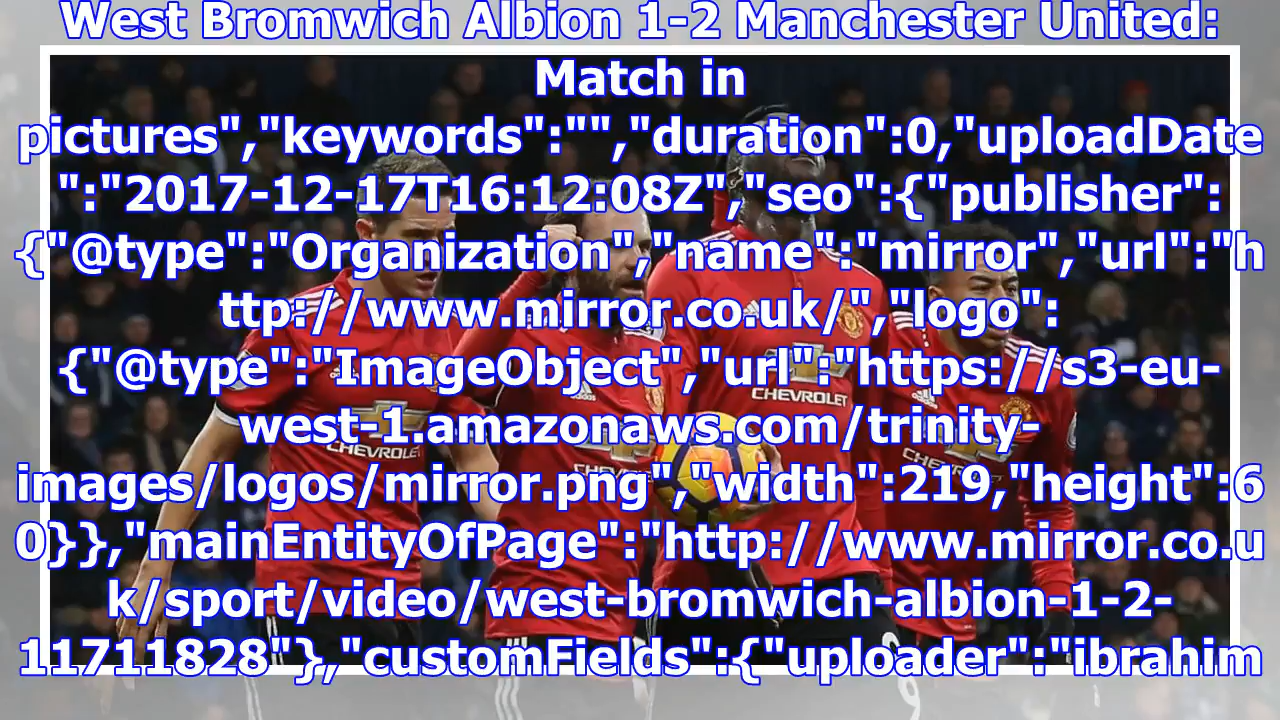 West Bromwich Albion 1-2 Manchester United:
Match in
pictures","keywords":"","duration":0,"uploadDate
":"2017-12-17T16:12:08Z","seo":{"publisher":
{"@type":"Organization","name":"mirror","url":"h
ttp://www.mirror.co.uk/","logo":
{"@type":"ImageObject","url":"https://s3-eu-
west-1.amazonaws.com/trinity-
images/logos/mirror.png","width":219,"height":6
0}},"mainEntityOfPage":"http://www.mirror.co.u
k/sport/video/west-bromwich-albion-1-2-
11711828"},"customFields":{"uploader":"ibrahim
CHEVROLET
CHEVROLET
adidas